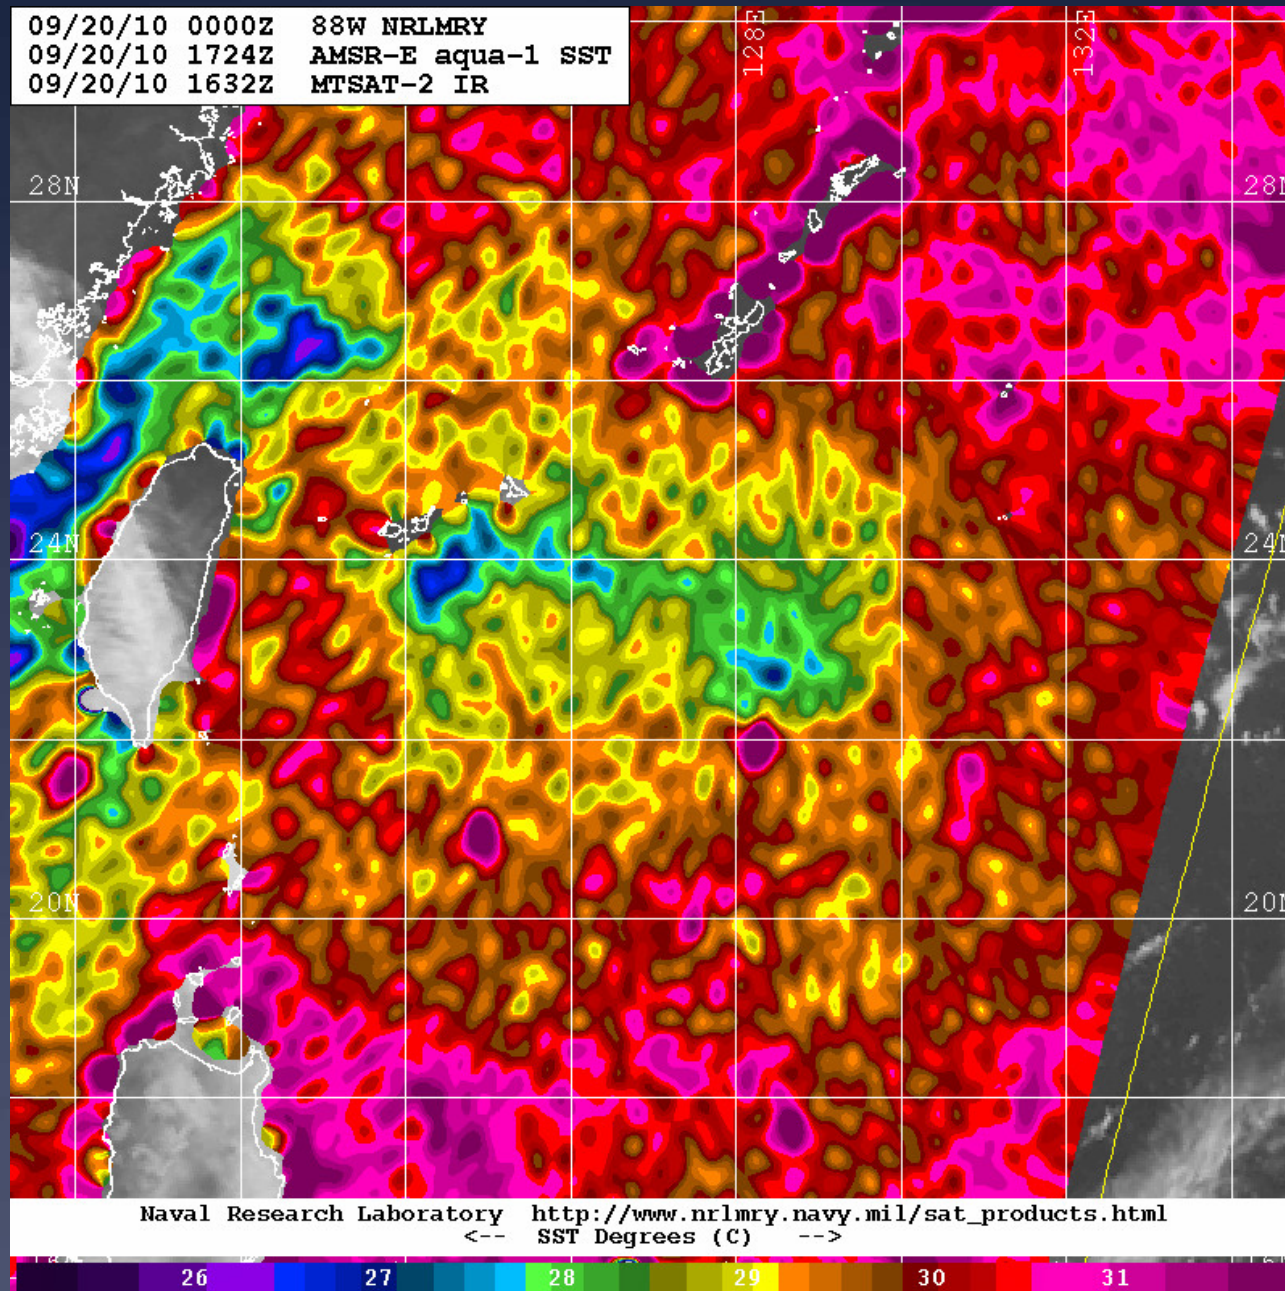 09/20/10 0000Z 88W NRLMRY
09/20/10 1724Z AMSR-E aqua-1 SST
09/20/10 1632Z MTSAT-2 IR
128E
132E
28N
28N
24N
24N
20N
20N
Naval Research Laboratory http://www.nrlmry.navy.mil/sat_products.html
<-- SST Degrees (C) -->
26 27 28 29 30 31